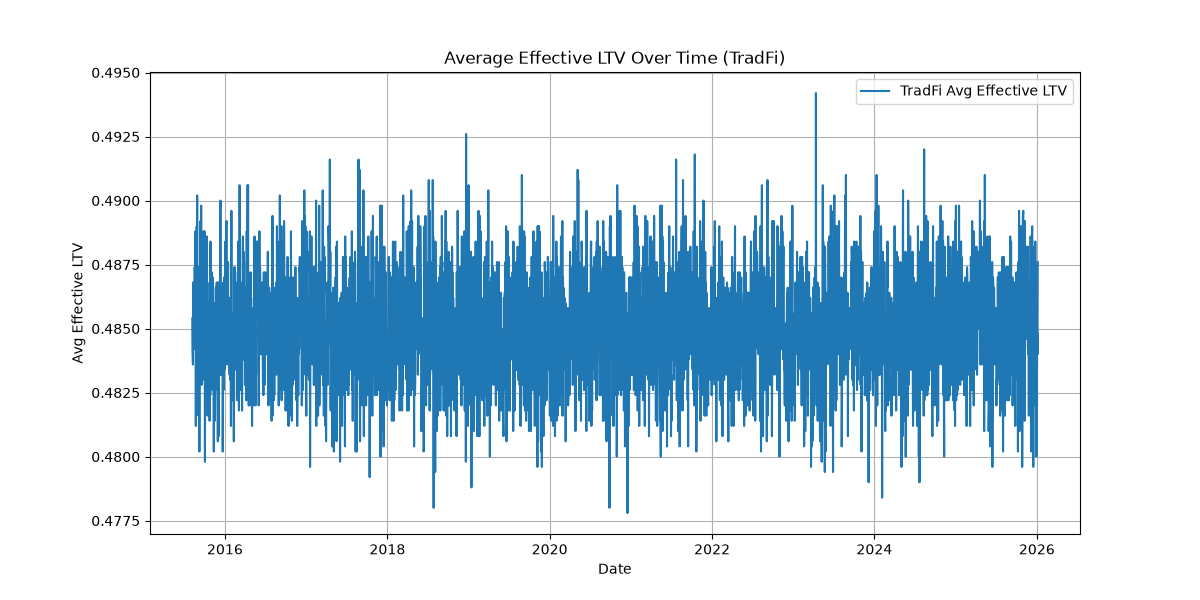 Average Effective LTV Over Time (TradFi)
TradFi Avg Effective LTV
Avg Effective LTV
0.4950
0.4925
0.4900
0.4875
0.4850
0.4825
0.4800
0.4775
2016 2018 2020 2022 2024 2026
Date